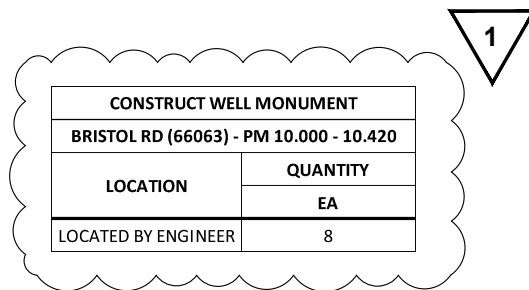 1
CONSTRUCT WELL MONUMENT
BRISTOL RD (66063) - PM 10.000 - 10.420
LOCATION
QUANTITY
EA
LOCATED BY ENGINEER 8